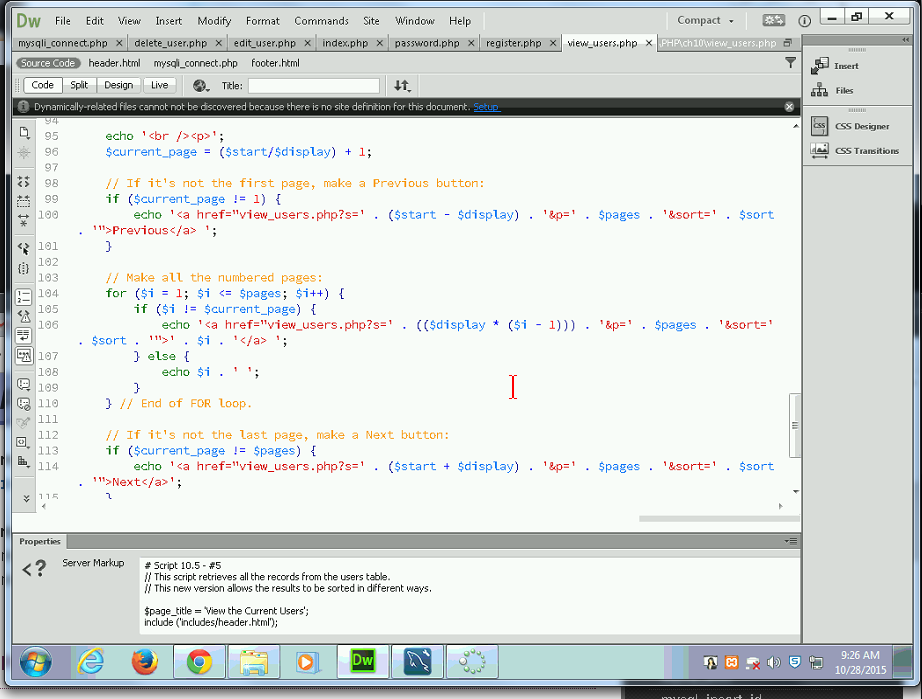 Dw File Edit View Insert Modify Format Commands Site Window Help Compact
mysqli_connect.php × delete_user.php × edit_user.php × index.php × password.php × register.php × view_users.php × .PHP\ch10\view_users.php
Source Code header.html mysqli_connect.php footer.html
Code Split Design Live Title:
Dynamically-related files cannot not be discovered because there is no site definition for this document. Setup
Insert
Files
CSS Designer
CSS Transitions
94
95 echo '<br /><p>';
96 $current_page = ($start/$display) + 1;
97
98 // If it's not the first page, make a Previous button:
99 if ($current_page != 1) {
100 echo '<a href="view_users.php?s=' . ($start - $display) . '&p=' . $pages . '&sort=' . $sort
. '">Previous</a> ';
101 }
102
103 // Make all the numbered pages:
104 for ($i = 1; $i <= $pages; $i++) {
105 if ($i != $current_page) {
106 echo '<a href="view_users.php?s=' . (($display * ($i - 1))) . '&p=' . $pages . '&sort='
. $sort . '">' . $i . '</a> ';
107 } else {
108 echo $i . ' ';
109 }
110 } // End of FOR loop.
111
112 // If it's not the last page, make a Next button:
113 if ($current_page != $pages) {
114 echo '<a href="view_users.php?s=' . ($start + $display) . '&p=' . $pages . '&sort=' . $sort
. '">Next</a>';
115 }
Properties
<? Server Markup
# Script 10.5 - #5
// This script retrieves all the records from the users table.
// This new version allows the results to be sorted in different ways.
$page_title = 'View the Current Users';
include ('includes/header.html');
Dw
9:26 AM
10/28/2015
mysql_insert_id